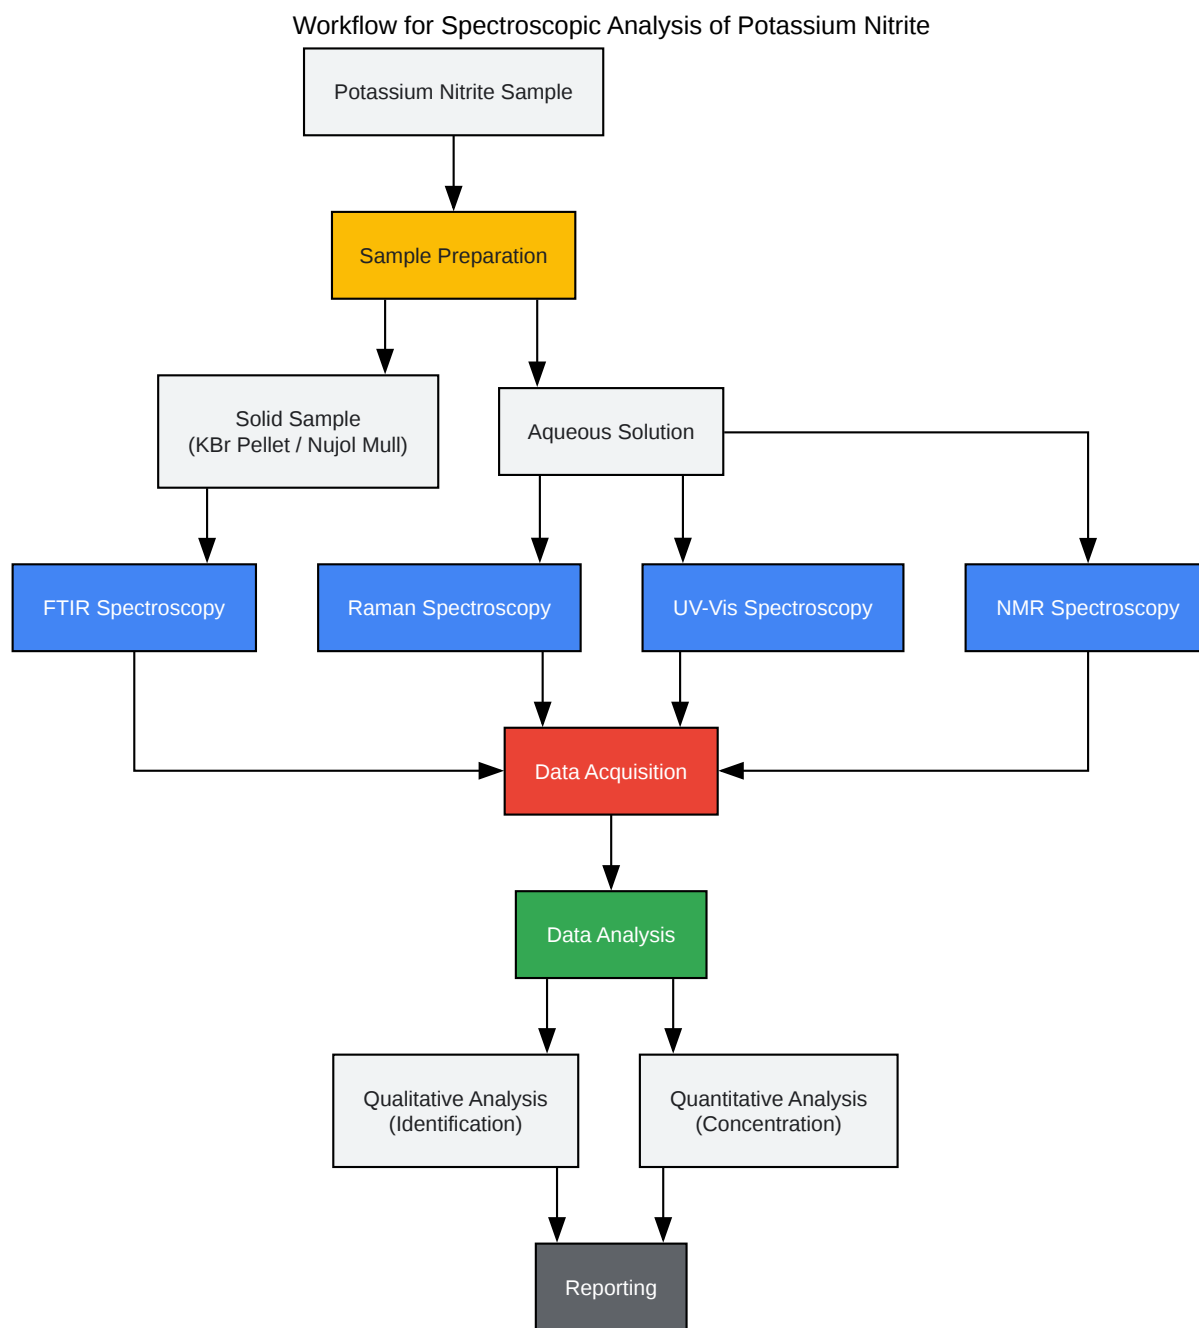 Workflow for Spectroscopic Analysis of Potassium Nitrite
Potassium Nitrite Sample
Sample Preparation
Solid Sample
(KBr Pellet / Nujol Mull)
Aqueous Solution
FTIR Spectroscopy
Raman Spectroscopy
UV-Vis Spectroscopy
NMR Spectroscopy
Data Acquisition
Data Analysis
Qualitative Analysis
(Identification)
Quantitative Analysis
(Concentration)
Reporting